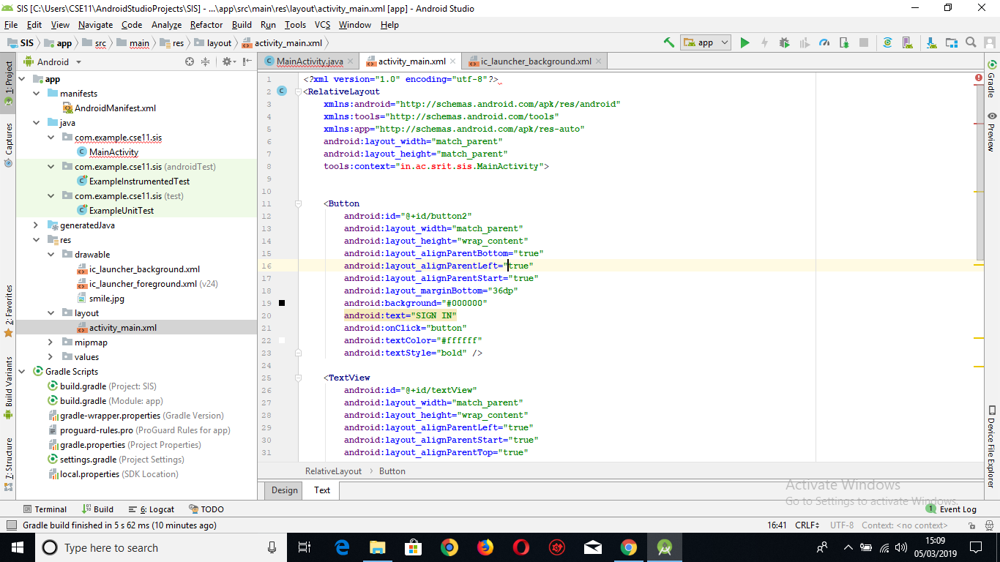 SIS [C:\Users\CSE11\AndroidStudioProjects\SIS] - ...\app\src\main\res\layout\activity_main.xml [app] - Android Studio
File Edit View Navigate Code Analyze Refactor Build Run Tools VCS Window Help
SIS app src main res layout activity_main.xml app
1: Project
Captures
2: Favorites
Build Variants
7: Structure
Android
app
manifests
AndroidManifest.xml
java
com.example.cse11.sis
MainActivity
com.example.cse11.sis (androidTest)
ExampleInstrumentedTest
com.example.cse11.sis (test)
ExampleUnitTest
generatedJava
res
drawable
ic_launcher_background.xml
ic_launcher_foreground.xml (v24)
smile.jpg
layout
activity_main.xml
mipmap
values
Gradle Scripts
build.gradle (Project: SIS)
build.gradle (Module: app)
gradle-wrapper.properties (Gradle Version)
proguard-rules.pro (ProGuard Rules for app)
gradle.properties (Project Properties)
settings.gradle (Project Settings)
local.properties (SDK Location)
MainActivity.java activity_main.xml ic_launcher_background.xml
1 <?xml version="1.0" encoding="utf-8"?>
2 <RelativeLayout
3 xmlns:android="http://schemas.android.com/apk/res/android"
4 xmlns:tools="http://schemas.android.com/tools"
5 xmlns:app="http://schemas.android.com/apk/res-auto"
6 android:layout_width="match_parent"
7 android:layout_height="match_parent"
8 tools:context="in.ac.srit.sis.MainActivity">
9
10
11 <Button
12 android:id="@+id/button2"
13 android:layout_width="match_parent"
14 android:layout_height="wrap_content"
15 android:layout_alignParentBottom="true"
16 android:layout_alignParentLeft="true"
17 android:layout_alignParentStart="true"
18 android:layout_marginBottom="36dp"
19 android:background="#000000"
20 android:text="SIGN IN"
21 android:onClick="button"
22 android:textColor="#ffffff"
23 android:textStyle="bold" />
24
25 <TextView
26 android:id="@+id/textView"
27 android:layout_width="match_parent"
28 android:layout_height="wrap_content"
29 android:layout_alignParentLeft="true"
30 android:layout_alignParentStart="true"
31 android:layout_alignParentTop="true"
RelativeLayout Button
Design Text
Gradle
Preview
Device File Explorer
Activate Windows
Go to Settings to activate Windows.
Terminal Build 6: Logcat TODO 1 Event Log
Gradle build finished in 5 s 62 ms (10 minutes ago) 16:41 CRLF UTF-8 Context: <no context>
Type here to search
15:09
05/03/2019